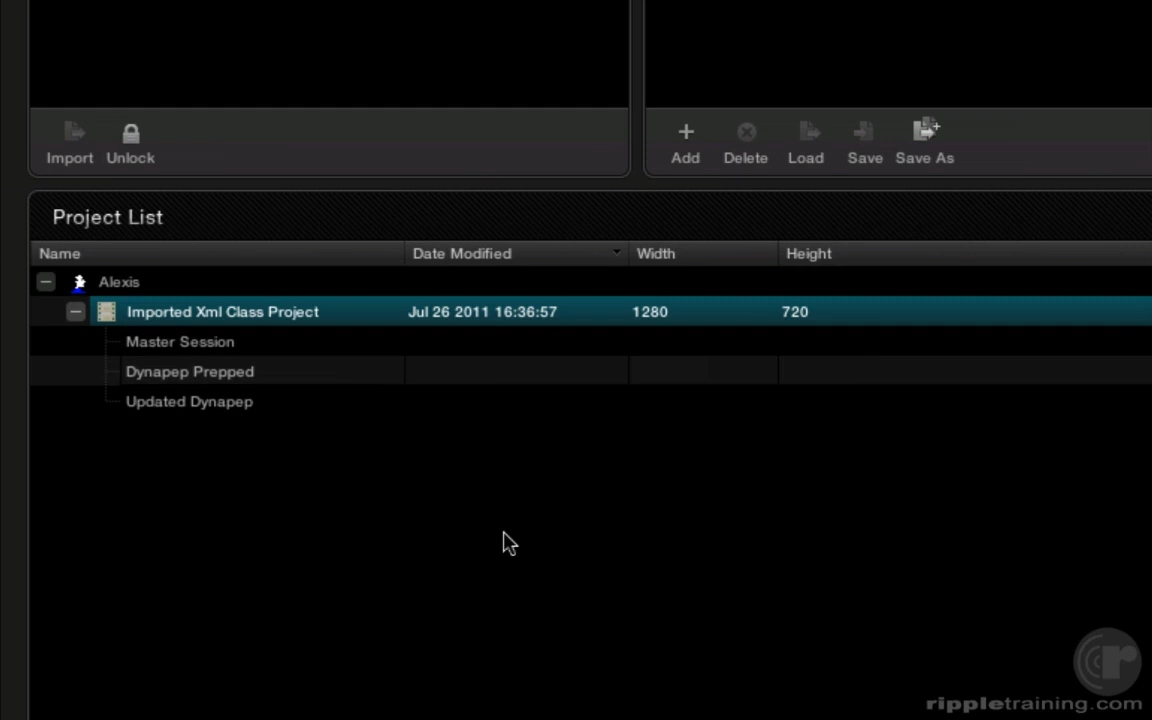 Import Unlock
Add Delete Load Save Save As
Project List
Name Date Modified Width Height
Alexis
Imported Xml Class Project Jul 26 2011 16:36:57 1280 720
Master Session
Dynapep Prepped
Updated Dynapep
rippletraining.com